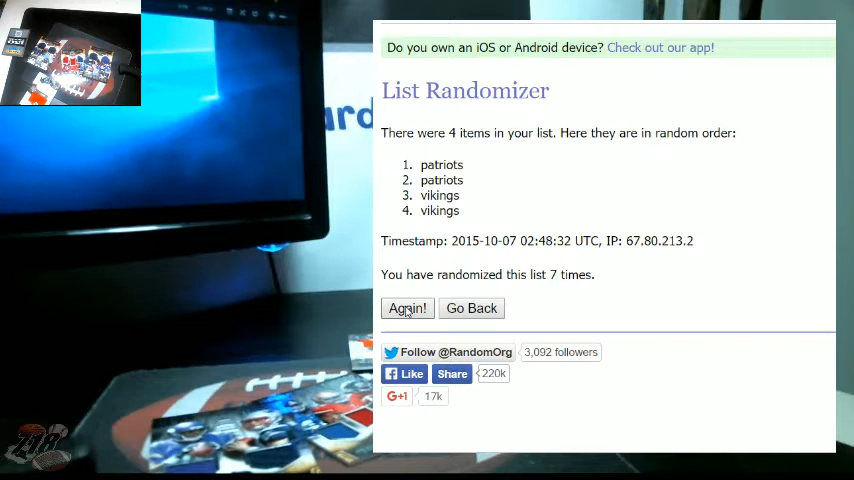 Do you own an iOS or Android device? Check out our app!
List Randomizer
There were 4 items in your list. Here they are in random order:
1. patriots
2. patriots
3. vikings
4. vikings
Timestamp: 2015-10-07 02:48:32 UTC, IP: 67.80.213.2
You have randomized this list 7 times.
Again! Go Back
Follow @RandomOrg 3,092 followers
Like Share 220k
G+1 17k
718